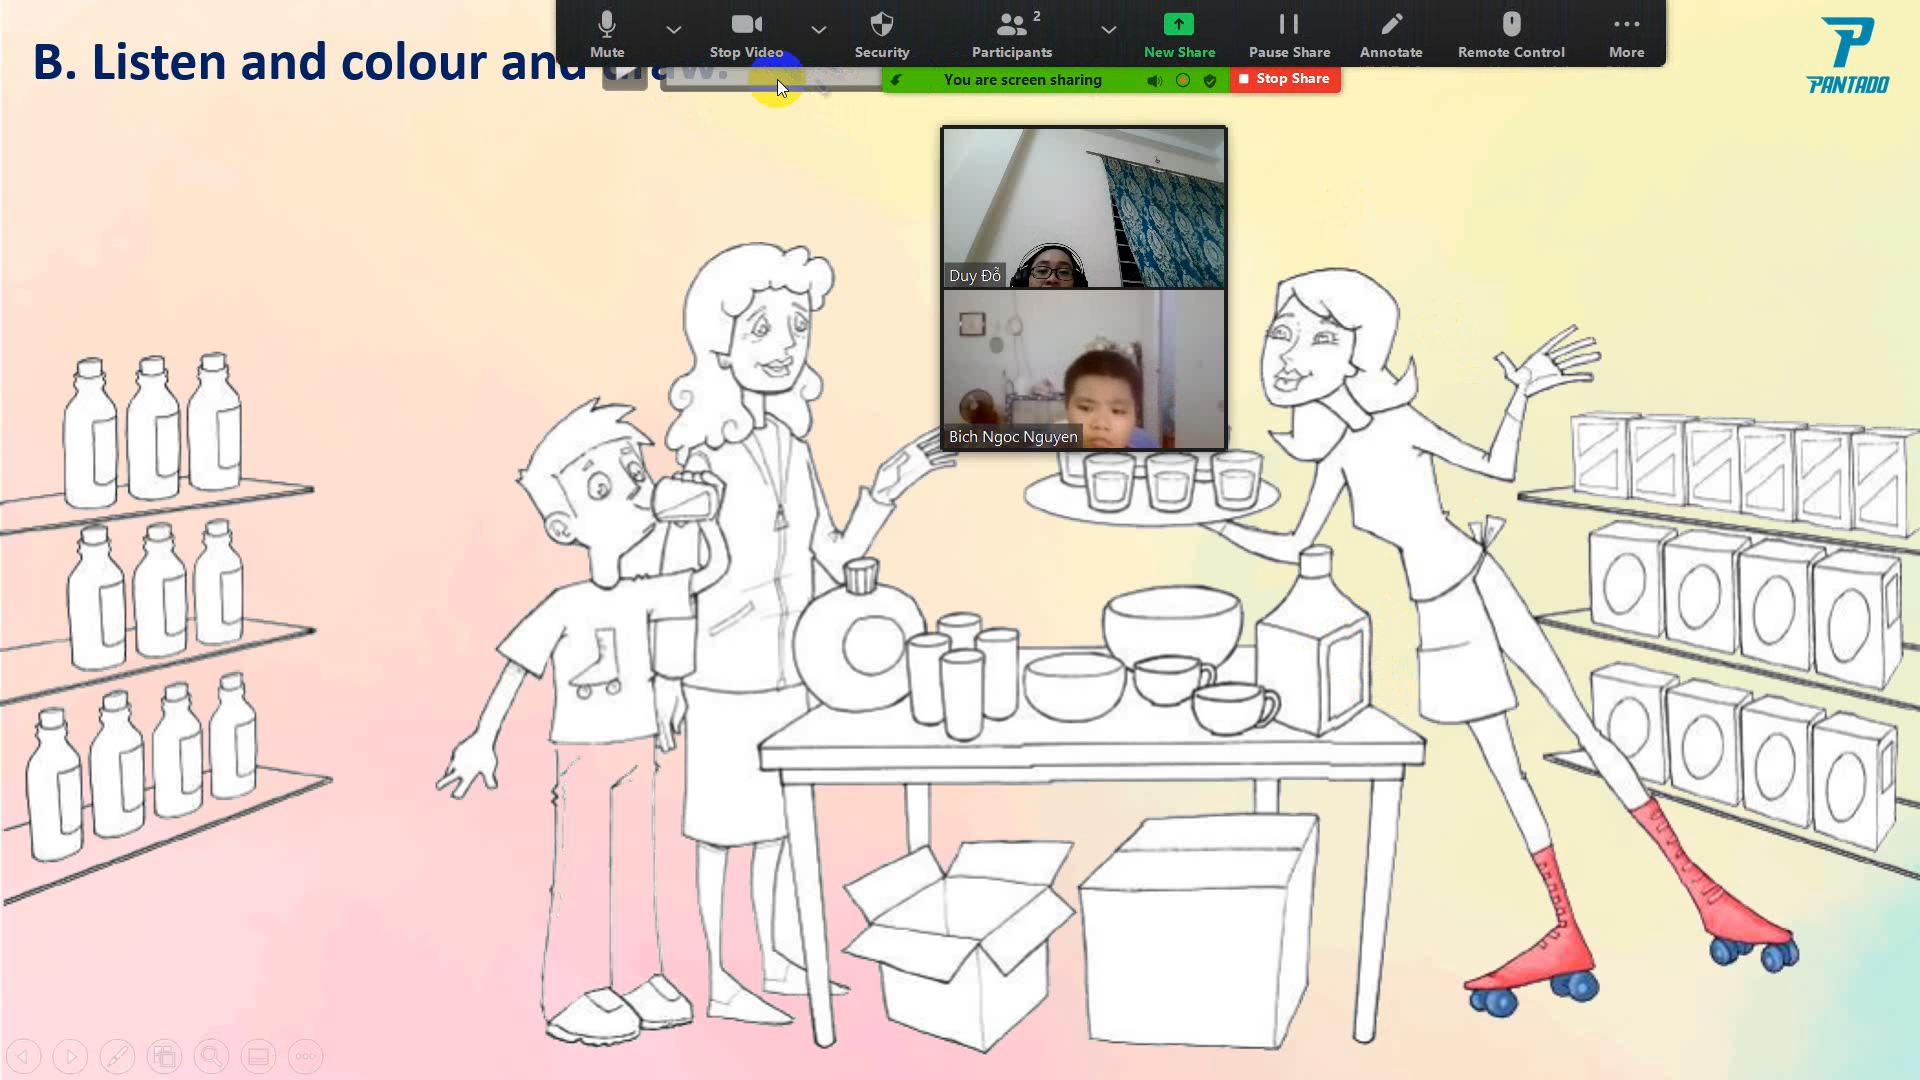 Mute
Stop Video
Security
Participants
2
New Share
Pause Share
Annotate
Remote Control
More
B. Listen and colour and draw.
You are screen sharing
Stop Share
PANTADO
Duy Đỗ
Bich Ngoc Nguyen